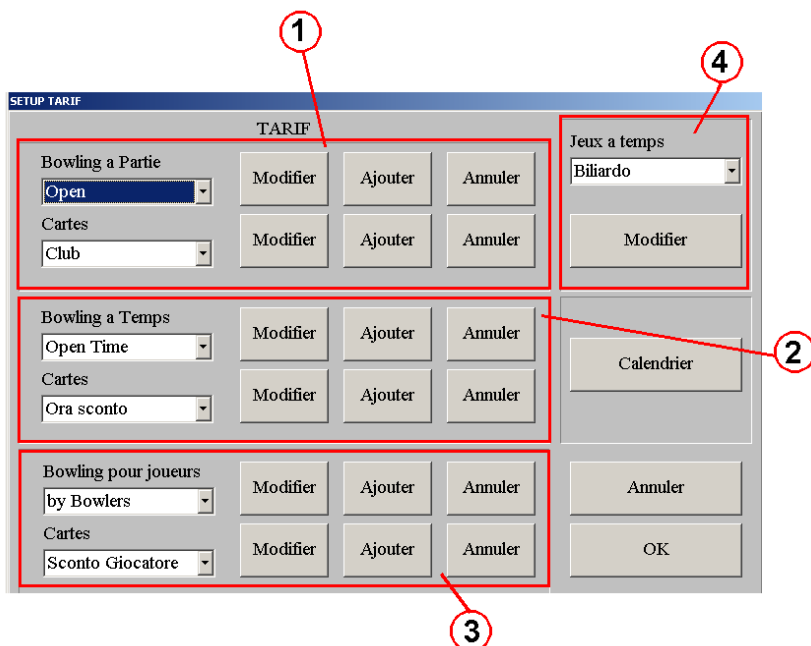 1
4
SETUP TARIF
TARIF
Bowling a Partie
Open
Modifier
Ajouter
Annuler
Cartes
Club
Modifier
Ajouter
Annuler
Jeux a temps
Biliardo
Modifier
Bowling a Temps
Open Time
Modifier
Ajouter
Annuler
Cartes
Ora sconto
Modifier
Ajouter
Annuler
2
Calendrier
Bowling pour joueurs
by Bowlers
Modifier
Ajouter
Annuler
Cartes
Sconto Giocatore
Modifier
Ajouter
Annuler
Annuler
OK
3